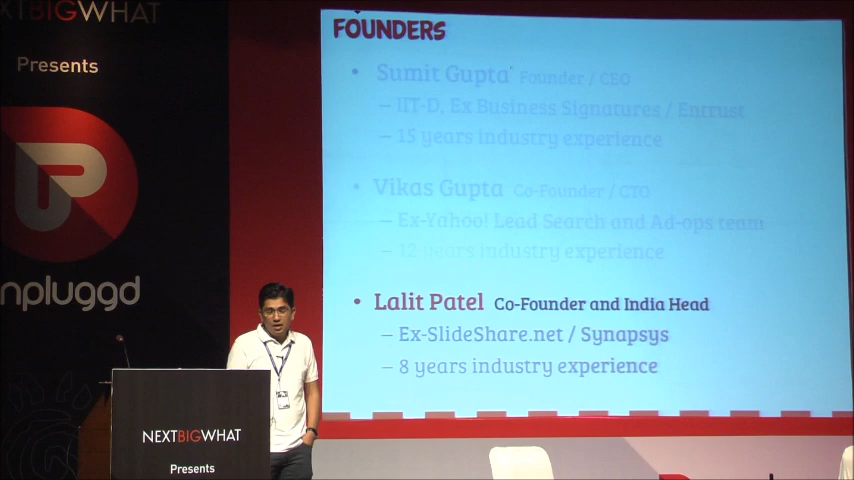 XTBIGWHAT
Presents
npluggd
FOUNDERS
• Sumit Gupta Founder / CEO
– IIT-D, Ex Business Signatures / Entrust
– 15 years industry experience
• Vikas Gupta Co-Founder / CTO
– Ex-Yahoo! Lead Search and Ad-ops team
– 12 years industry experience
• Lalit Patel Co-Founder and India Head
– Ex-SlideShare.net / Synapsys
– 8 years industry experience
NEXTBIGWHAT
Presents